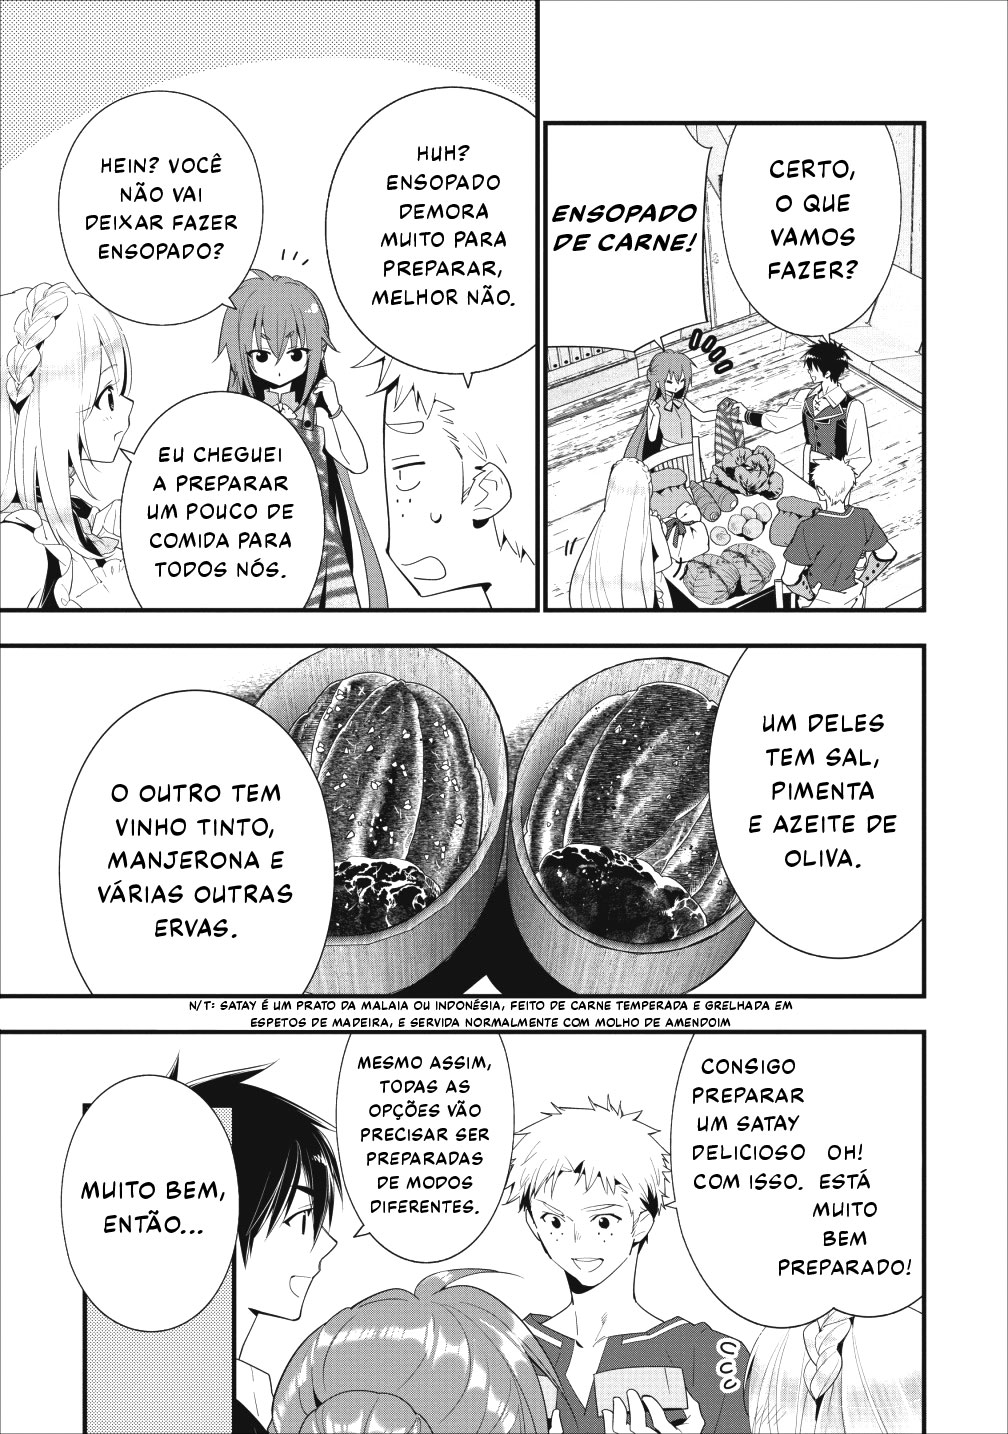 CERTO,
O QUE
VAMOS
FAZER?
ENSOPADO
DE CARNE!
HUH?
ENSOPADO
DEMORA
MUITO PARA
PREPARAR,
MELHOR NÃO.
HEIN? VOCÊ
NÃO VAI
DEIXAR FAZER
ENSOPADO?
EU CHEGUEI
A PREPARAR
UM POUCO DE
COMIDA PARA
TODOS NÓS.
UM DELES
TEM SAL,
PIMENTA
E AZEITE DE
OLIVA.
O OUTRO TEM
VINHO TINTO,
MANJERONA E
VÁRIAS OUTRAS
ERVAS.
N/T: SATAY É UM PRATO DA MALAIA OU INDONÉSIA, FEITO DE CARNE TEMPERADA E GRELHADA EM
ESPETOS DE MADEIRA, E SERVIDA NORMALMENTE COM MOLHO DE AMENDOIM
OH!
ESTÁ
MUITO
BEM
PREPARADO!
CONSIGO
PREPARAR
UM SATAY
DELICIOSO
COM ISSO.
MESMO ASSIM,
TODAS AS
OPÇÕES VÃO
PRECISAR SER
PREPARADAS
DE MODOS
DIFERENTES.
MUITO BEM,
ENTÃO...